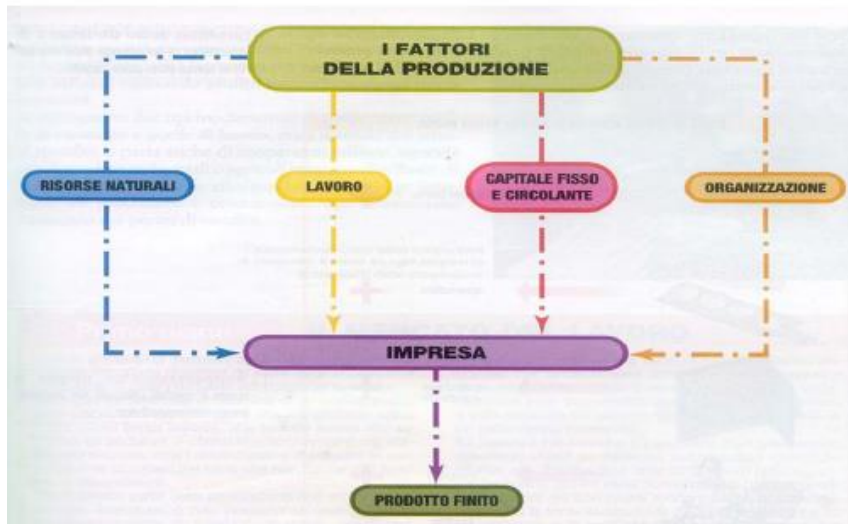 I FATTORI
DELLA PRODUZIONE
RISORSE NATURALI
LAVORO
CAPITALE FISSO
E CIRCOLANTE
ORGANIZZAZIONE
IMPRESA
PRODOTTO FINITO